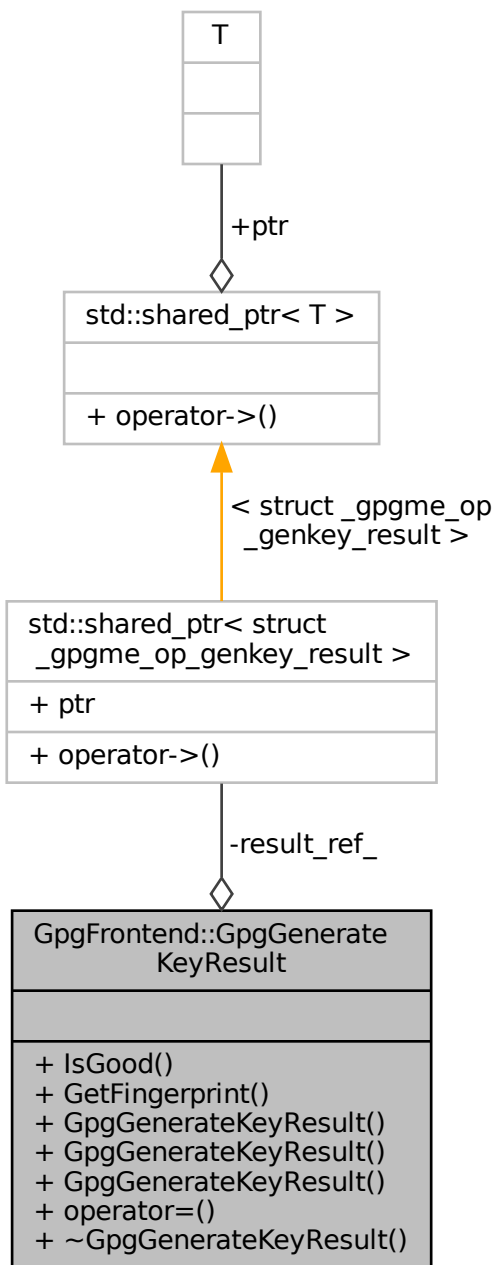 T
+ptr
std::shared_ptr< T >
+ operator->()
< struct _gpgme_op
_genkey_result >
std::shared_ptr< struct
_gpgme_op_genkey_result >
+ ptr
+ operator->()
-result_ref_
GpgFrontend::GpgGenerate
KeyResult
+ IsGood()
+ GetFingerprint()
+ GpgGenerateKeyResult()
+ GpgGenerateKeyResult()
+ GpgGenerateKeyResult()
+ operator=()
+ ~GpgGenerateKeyResult()